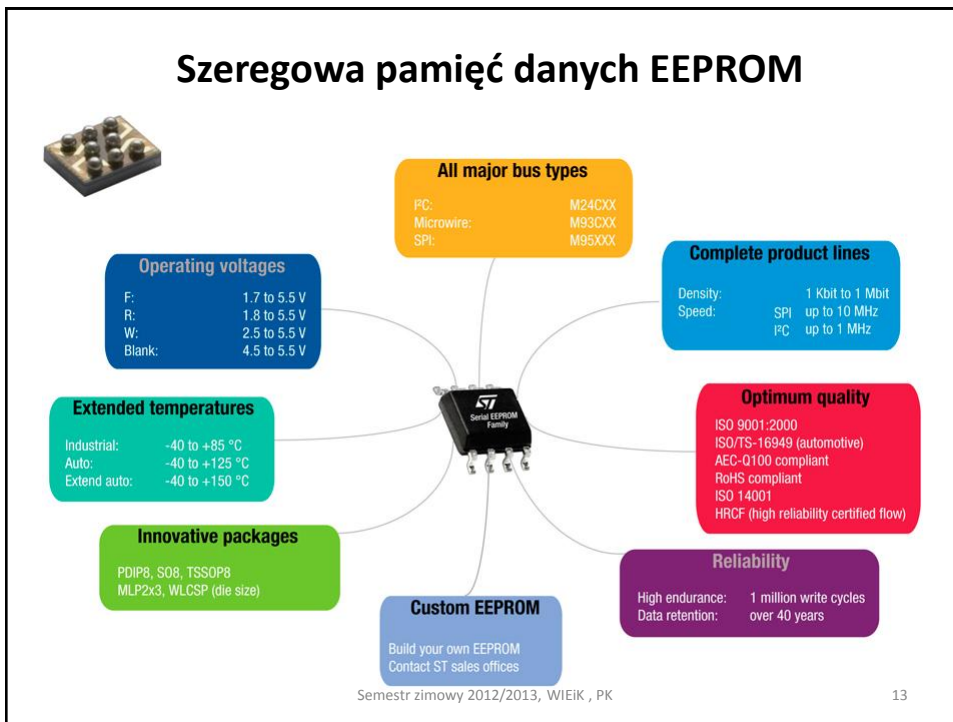 Szeregowa pamięć danych EEPROM
All major bus types
I²C: M24CXX
Microwire: M93CXX
SPI: M95XXX
Operating voltages
F: 1.7 to 5.5 V
R: 1.8 to 5.5 V
W: 2.5 to 5.5 V
Blank: 4.5 to 5.5 V
Complete product lines
Density: 1 Kbit to 1 Mbit
Speed: SPI up to 10 MHz
I²C up to 1 MHz
Extended temperatures
Industrial: -40 to +85 °C
Auto: -40 to +125 °C
Extend auto: -40 to +150 °C
ST
Serial EEPROM
Family
Optimum quality
ISO 9001:2000
ISO/TS-16949 (automotive)
AEC-Q100 compliant
RoHS compliant
ISO 14001
HRCF (high reliability certified flow)
Innovative packages
PDIP8, SO8, TSSOP8
MLP2x3, WLCSP (die size)
Reliability
High endurance: 1 million write cycles
Data retention: over 40 years
Custom EEPROM
Build your own EEPROM
Contact ST sales offices
Semestr zimowy 2012/2013, WIEiK , PK 13